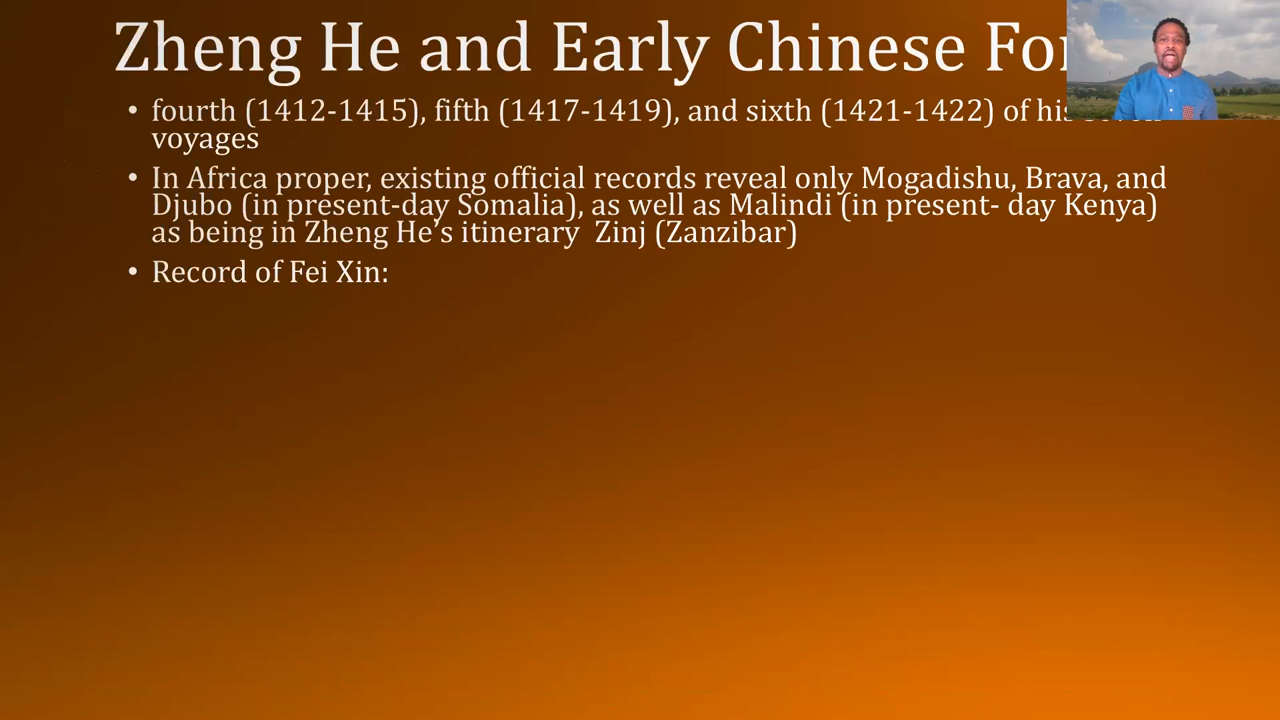 Zheng He and Early Chinese
• fourth (1412-1415), fifth (1417-1419), and sixth (1421-1422) of his
voyages
• In Africa proper, existing official records reveal only Mogadishu, Brava, and
Djubo (in present-day Somalia), as well as Malindi (in present- day Kenya)
as being in Zheng He’s itinerary  Zinj (Zanzibar)
• Record of Fei Xin: